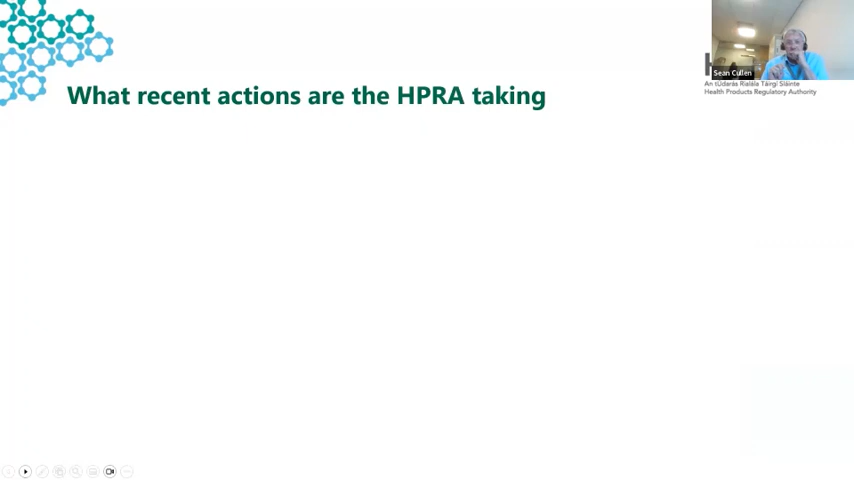 What recent actions are the HPRA taking
Sean Cullen
H
An tÚdarás Rialála Táirgí Sláinte
Health Products Regulatory Authority